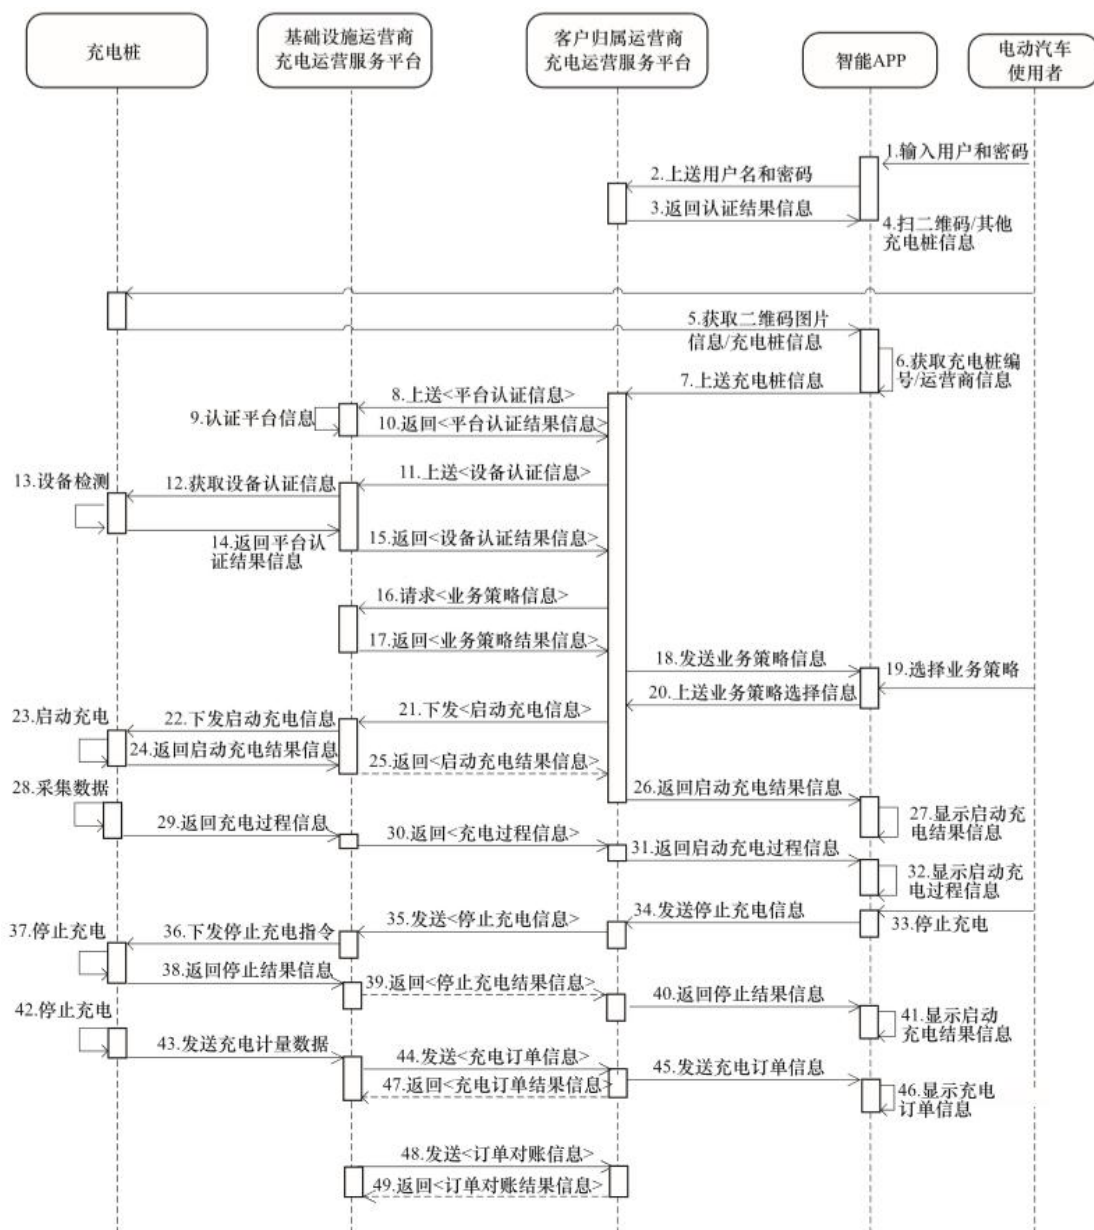 充电桩
基础设施运营商
充电运营服务平台
客户归属运营商
充电运营服务平台
智能APP
电动汽车
使用者
1.输入用户和密码
2.上送用户名和密码
3.返回认证结果信息
4.扫二维码/其他
充电桩信息
5.获取二维码图片
信息/充电桩信息
6.获取充电桩编
号/运营商信息
7.上送充电桩信息
8.上送<平台认证信息>
9.认证平台信息
10.返回<平台认证结果信息>
11.上送<设备认证信息>
12.获取设备认证信息
13.设备检测
14.返回平台认
证结果信息
15.返回<设备认证结果信息>
16.请求<业务策略信息>
17.返回<业务策略结果信息>
18.发送业务策略信息
19.选择业务策略
20.上送业务策略选择信息
21.下发<启动充电信息>
22.下发启动充电信息
23.启动充电
24.返回启动充电结果信息
25.返回<启动充电结果信息>
26.返回启动充电结果信息
27.显示启动充
电结果信息
28.采集数据
29.返回充电过程信息
30.返回<充电过程信息>
31.返回启动充电过程信息
32.显示启动充
电过程信息
33.停止充电
34.发送停止充电信息
35.发送<停止充电信息>
36.下发停止充电指令
37.停止充电
38.返回停止结果信息
39.返回<停止充电结果信息>
40.返回停止结果信息
41.显示启动
充电结果信息
42.停止充电
43.发送充电计量数据
44.发送<充电订单信息>
45.发送充电订单信息
46.显示充电
订单信息
47.返回<充电订单结果信息>
48.发送<订单对账信息>
49.返回<订单对账结果信息>